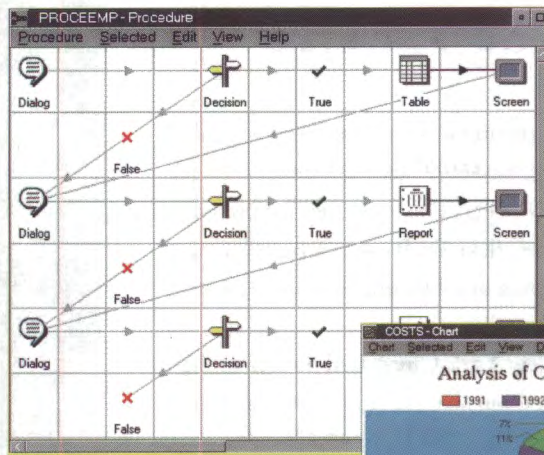 PROCEEMP - Procedure
Procedure Selected Edit View Help
Dialog Decision True Table Screen
False
Dialog Decision True Report Screen
False
Dialog Decision True
False
COSTS - Chart
Chart Selected Edit View
Analysis of
1991 1992
7%
11%